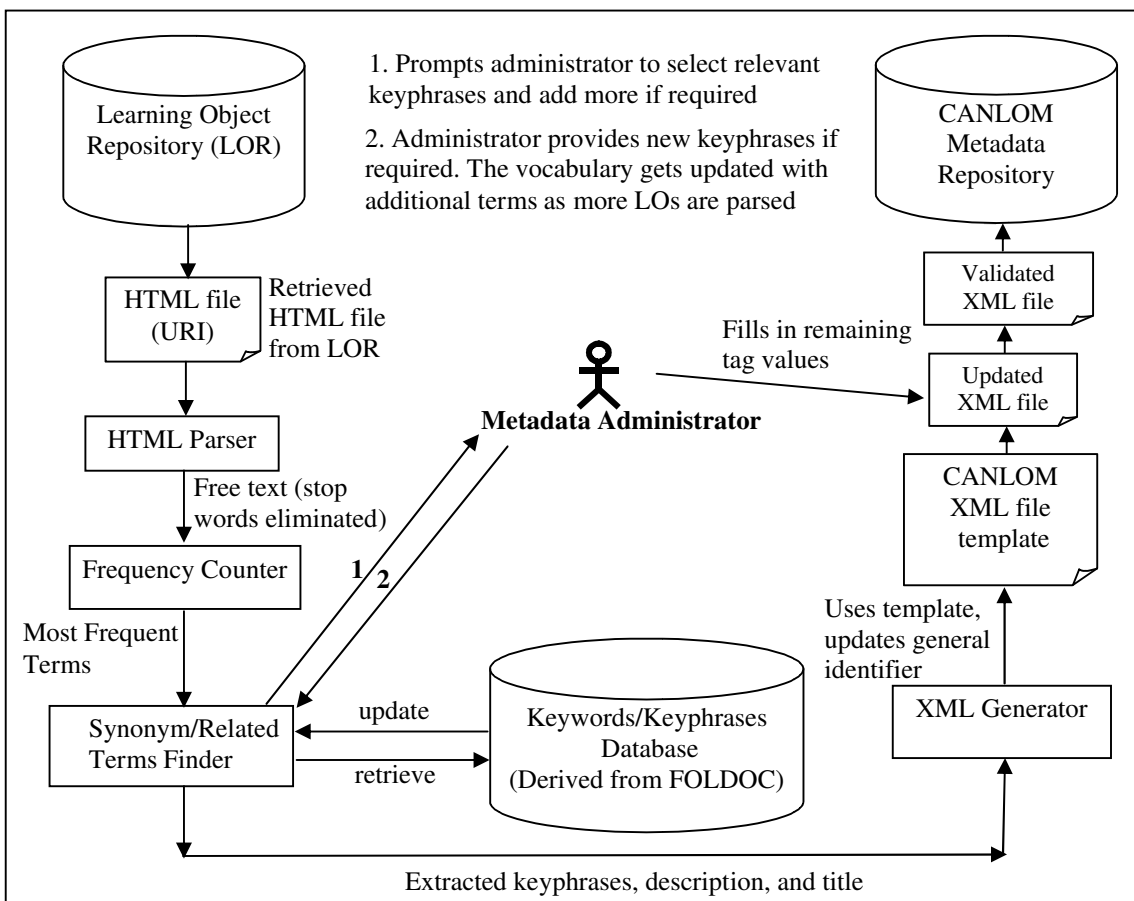 Learning Object
Repository (LOR)
1. Prompts administrator to select relevant
keyphrases and add more if required
2. Administrator provides new keyphrases if
required. The vocabulary gets updated with
additional terms as more LOs are parsed
CANLOM
Metadata
Repository
HTML file
(URI)
Retrieved
HTML file
from LOR
Validated
XML file
Fills in remaining
tag values
Updated
XML file
Metadata Administrator
HTML Parser
Free text (stop
words eliminated)
CANLOM
XML file
template
Frequency Counter
1
2
Most Frequent
Terms
Uses template,
updates general
identifier
Synonym/Related
Terms Finder
update
retrieve
Keywords/Keyphrases
Database
(Derived from FOLDOC)
XML Generator
Extracted keyphrases, description, and title